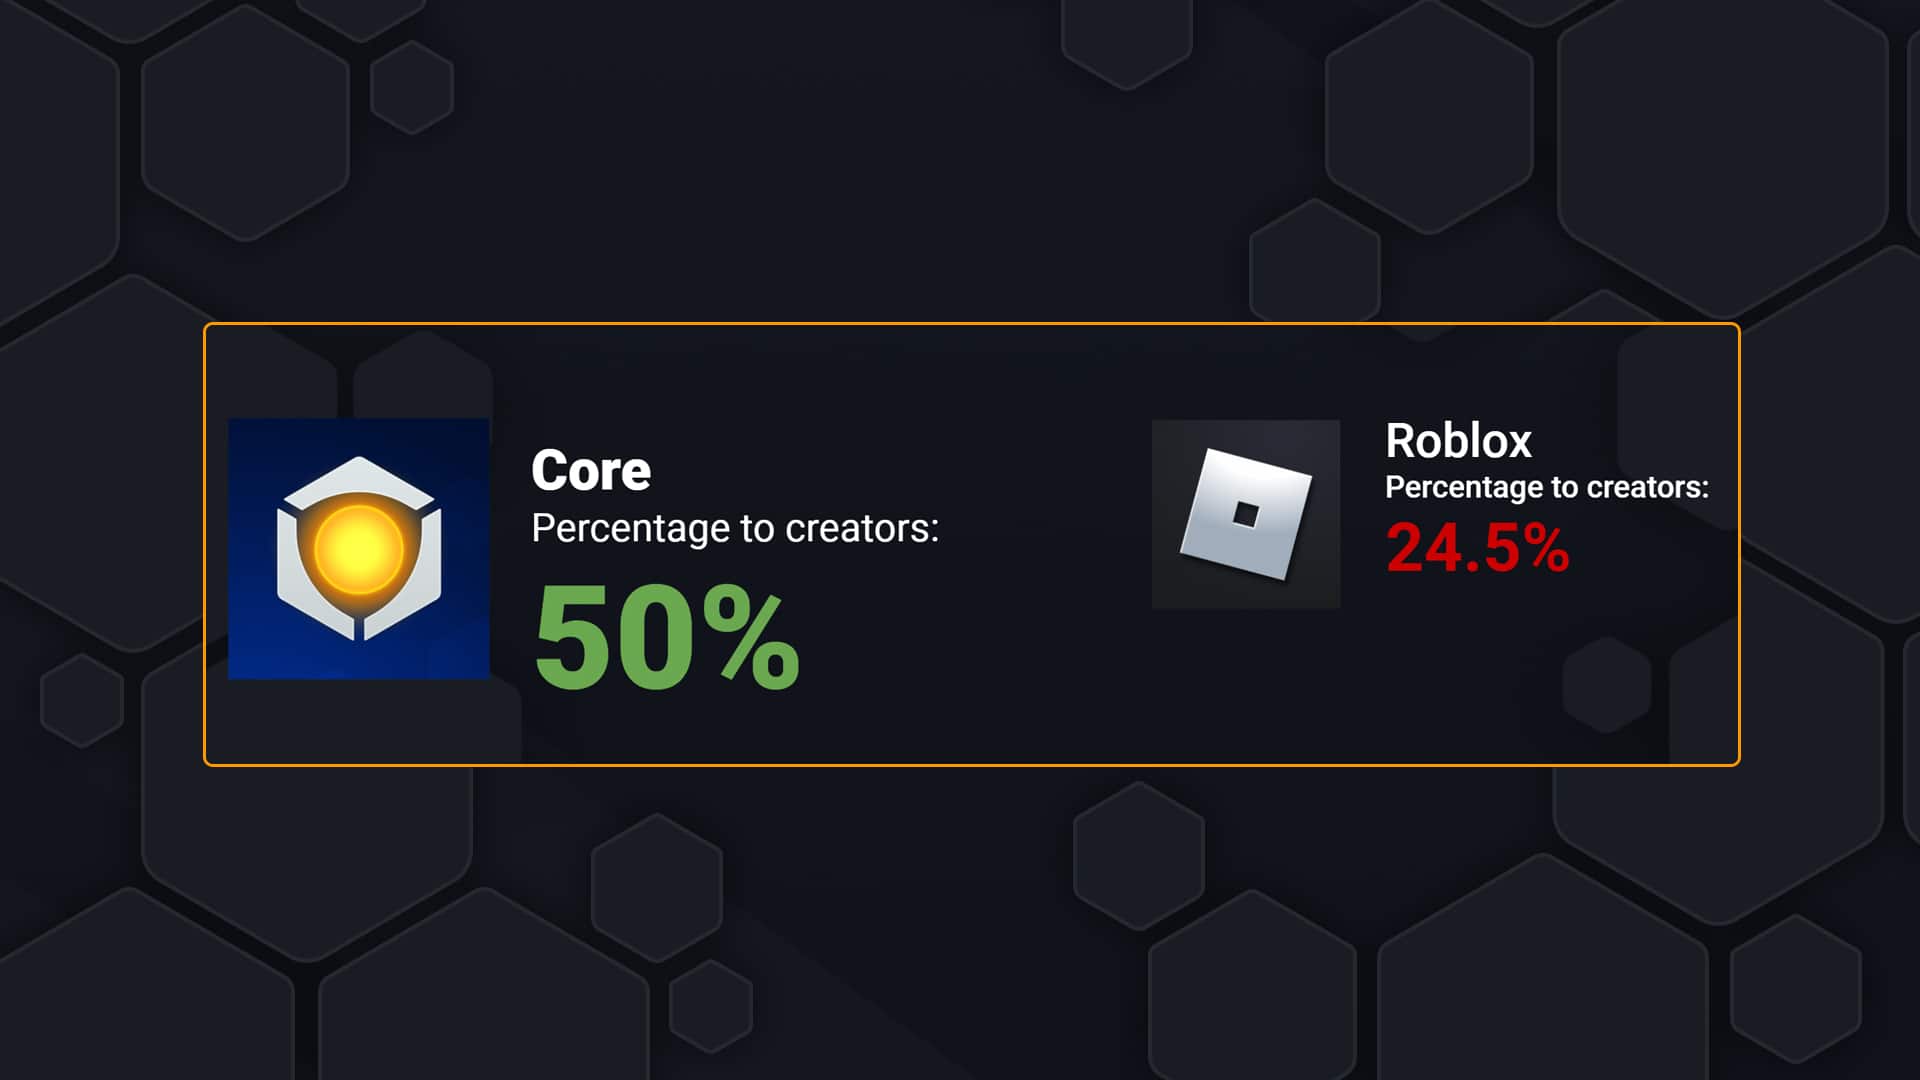 Core
Percentage to creators:
50%
Roblox
Percentage to creators:
24.5%